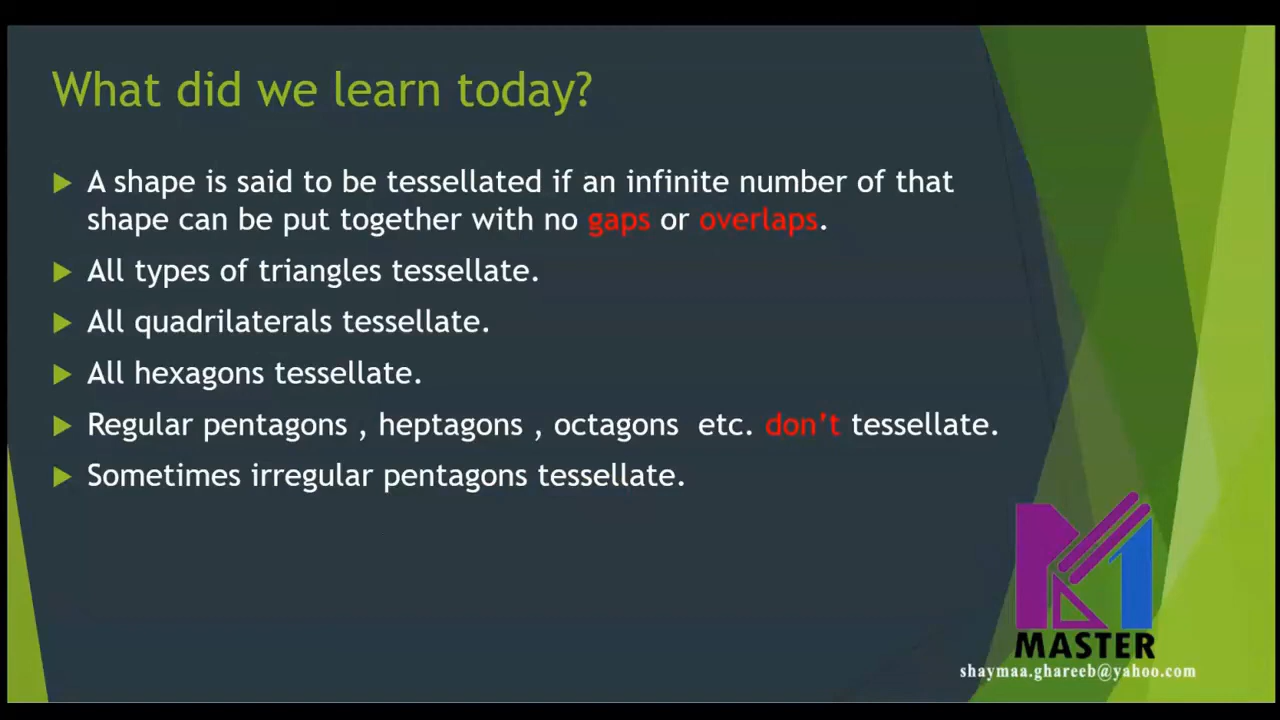 What did we learn today?
A shape is said to be tessellated if an infinite number of that
shape can be put together with no gaps or overlaps.
All types of triangles tessellate.
All quadrilaterals tessellate.
All hexagons tessellate.
Regular pentagons , heptagons , octagons etc. don't tessellate.
Sometimes irregular pentagons tessellate.
M1
MASTER
shaymaa.ghareeb@yahoo.com